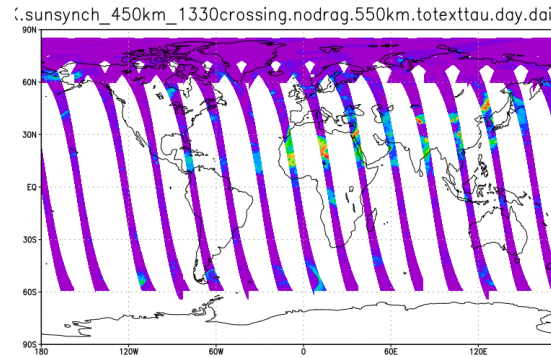 .sunsynch_450km_1330crossing.nodrag.550km.totexttau.day.dai
90N
60N
30N
EQ
30S
60S
90S
180 120W 60W 0 60E 120E